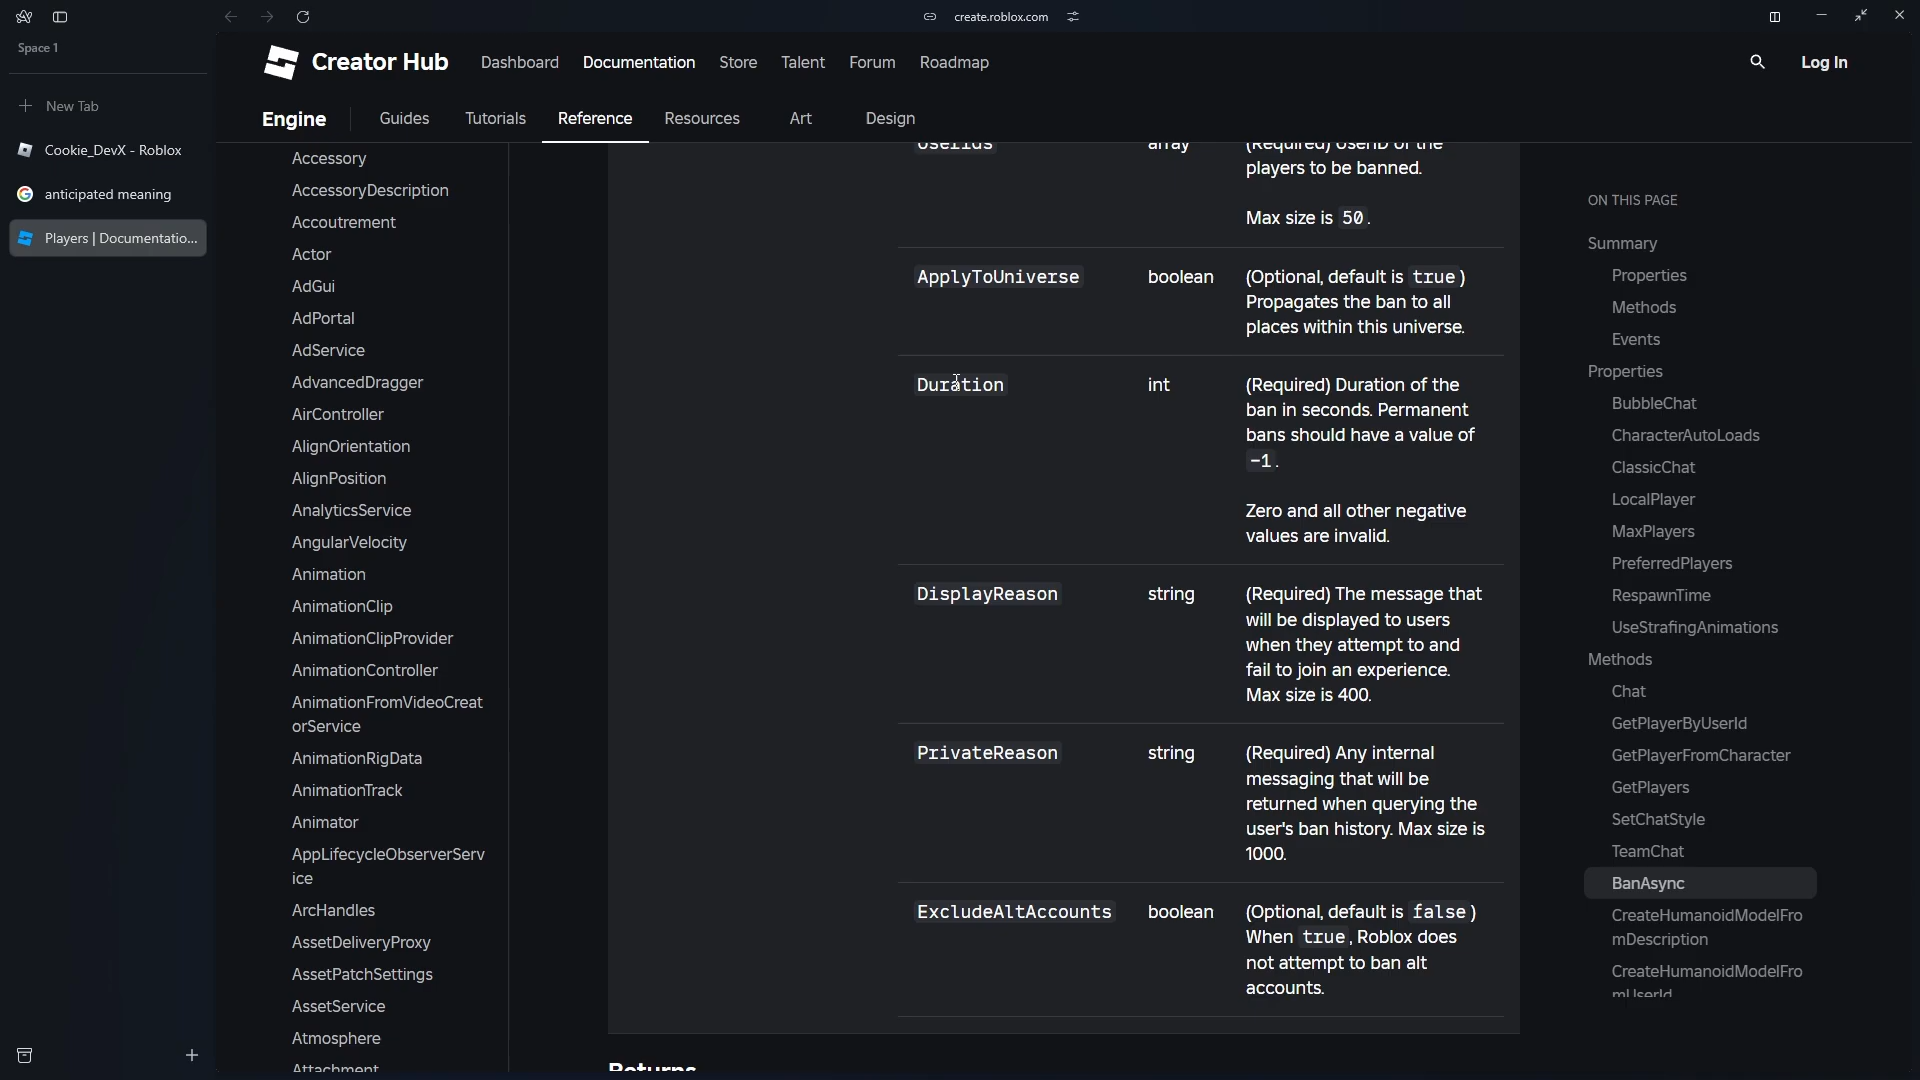 create.roblox.com
Space 1
New Tab
Cookie_DevX - Roblox
anticipated meaning
Players | Documentatio...
Creator Hub
Dashboard
Documentation
Store
Talent
Forum
Roadmap
Log In
Engine
Guides
Tutorials
Reference
Resources
Art
Design
Accessory
AccessoryDescription
Accoutrement
Actor
AdGui
AdPortal
AdService
AdvancedDragger
AirController
AlignOrientation
AlignPosition
AnalyticsService
AngularVelocity
Animation
AnimationClip
AnimationClipProvider
AnimationController
AnimationFromVideoCreat
orService
AnimationRigData
AnimationTrack
Animator
AppLifecycleObserverServ
ice
ArcHandles
AssetDeliveryProxy
AssetPatchSettings
AssetService
Atmosphere
Attachment
UserIds
array
(Required) UserID of the
players to be banned.
Max size is 50.
ApplyToUniverse
boolean
(Optional, default is true)
Propagates the ban to all
places within this universe.
Duration
int
(Required) Duration of the
ban in seconds. Permanent
bans should have a value of
-1.
Zero and all other negative
values are invalid.
DisplayReason
string
(Required) The message that
will be displayed to users
when they attempt to and
fail to join an experience.
Max size is 400.
PrivateReason
string
(Required) Any internal
messaging that will be
returned when querying the
user's ban history. Max size is
1000.
ExcludeAltAccounts
boolean
(Optional, default is false)
When true, Roblox does
not attempt to ban alt
accounts.
Returns
ON THIS PAGE
Summary
Properties
Methods
Events
Properties
BubbleChat
CharacterAutoLoads
ClassicChat
LocalPlayer
MaxPlayers
PreferredPlayers
RespawnTime
UseStrafingAnimations
Methods
Chat
GetPlayerByUserId
GetPlayerFromCharacter
GetPlayers
SetChatStyle
TeamChat
BanAsync
CreateHumanoidModelFro
mDescription
CreateHumanoidModelFro
mUserId